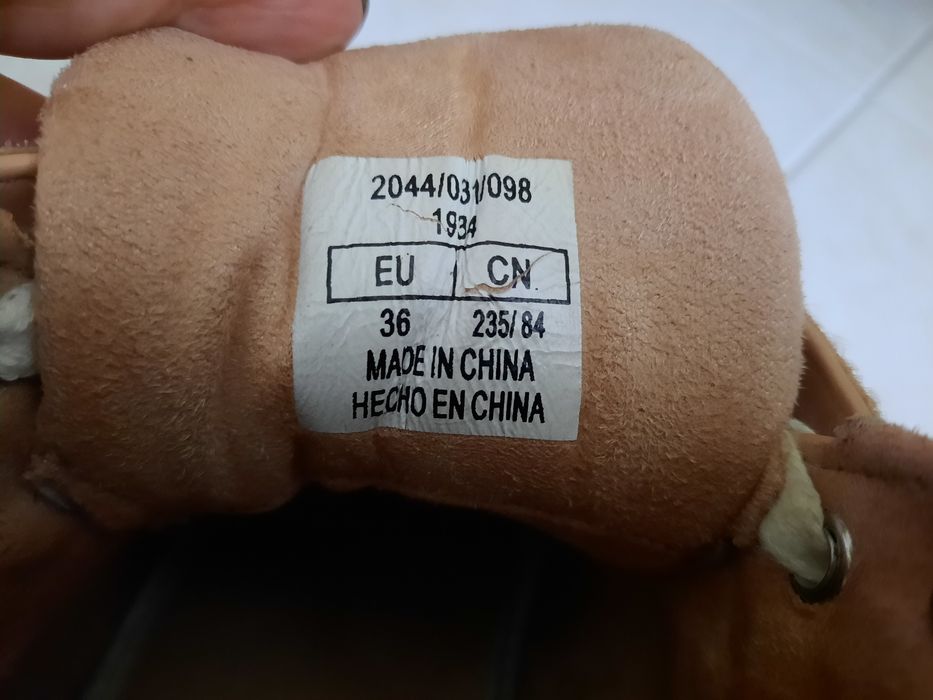 2044/031/098
1934
EU CN
36 235/84
MADE IN CHINA
HECHO EN CHINA